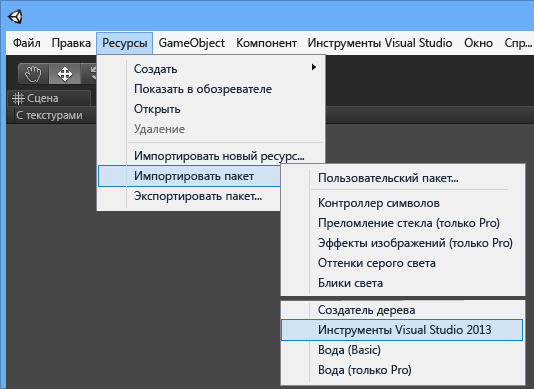 Файл Правка Ресурсы GameObject Компонент Инструменты Visual Studio Окно Спр...
Сцена
С текстурами
Создать
Показать в обозревателе
Открыть
Удаление
Импортировать новый ресурс...
Импортировать пакет
Экспортировать пакет...
Пользовательский пакет...
Контроллер символов
Преломление стекла (только Pro)
Эффекты изображений (только Pro)
Оттенки серого света
Блики света
Создатель дерева
Инструменты Visual Studio 2013
Вода (Basic)
Вода (только Pro)